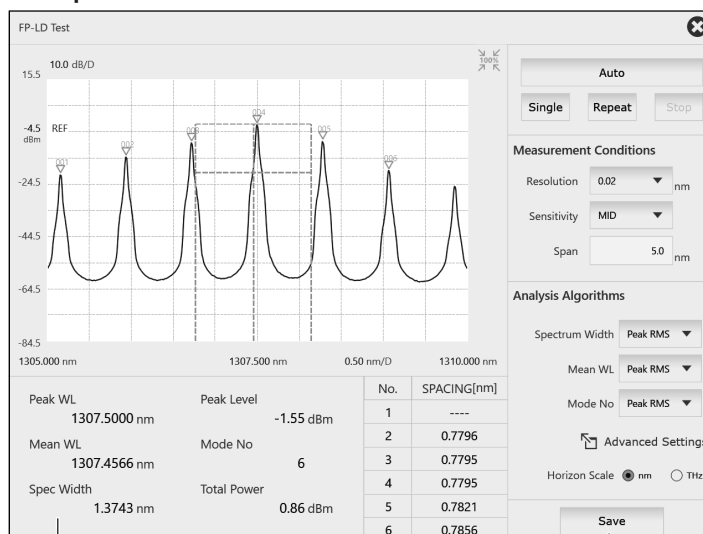 FP-LD Test
10.0 dB/D
100%
15.5
-4.5 REF
dBm
-24.5
-44.5
-64.5
-84.5
001
002
003
004
005
006
1305.000 nm 1307.500 nm 0.50 nm/D 1310.000 nm
Peak WL Peak Level
1307.5000 nm -1.55 dBm
Mean WL Mode No
1307.4566 nm 6
Spec Width Total Power
1.3743 nm 0.86 dBm
No. SPACING[nm]
1 ----
2 0.7796
3 0.7795
4 0.7795
5 0.7821
6 0.7856
Auto
Single Repeat Stop
Measurement Conditions
Resolution 0.02 nm
Sensitivity MID
Span 5.0 nm
Analysis Algorithms
Spectrum Width Peak RMS
Mean WL Peak RMS
Mode No Peak RMS
Advanced Settings
Horizon Scale nm THz
Save